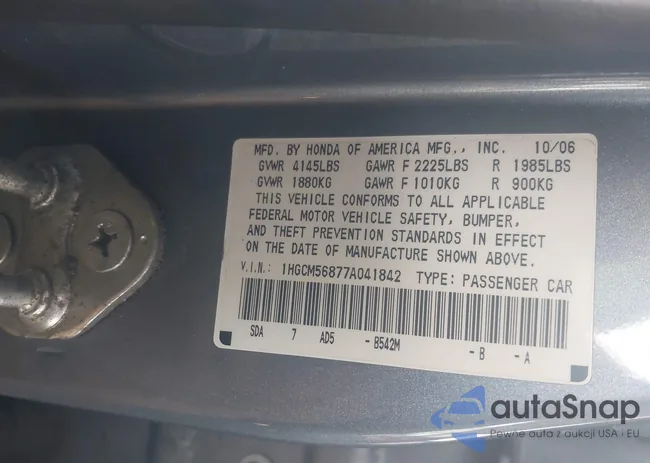 MFD. BY HONDA OF AMERICA MFG., INC. 10/06
GVWR 4145LBS GAWR F 2225LBS R 1985LBS
GVWR 1880KG GAWR F 1010KG R 900KG
THIS VEHICLE CONFORMS TO ALL APPLICABLE
FEDERAL MOTOR VEHICLE SAFETY, BUMPER,
AND THEFT PREVENTION STANDARDS IN EFFECT
ON THE DATE OF MANUFACTURE SHOWN ABOVE.
V.I.N.: 1HGCM56877A041842 TYPE: PASSENGER CAR
SDA 7 AD5 - B542M - B - A
autaSnap
Pewne auta z aukcji USA i EU